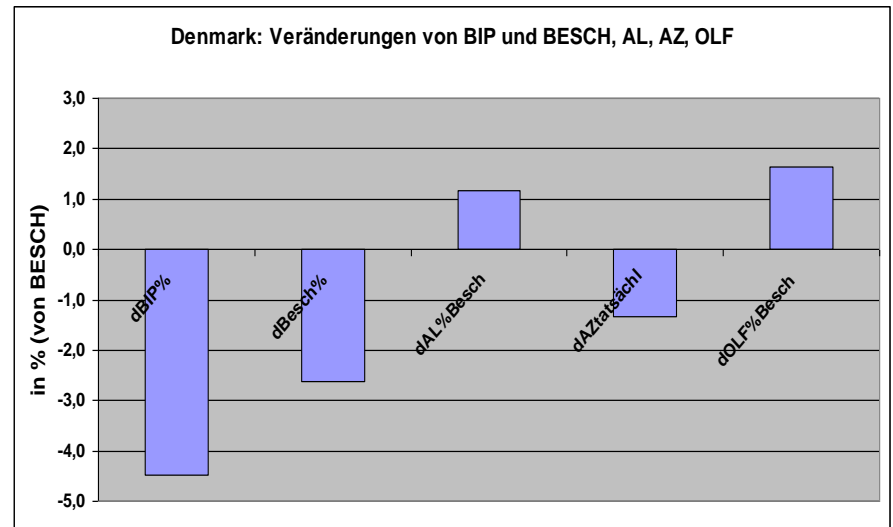 Denmark: Veränderungen von BIP und BESCH, AL, AZ, OLF
in % (von BESCH)
3,0
2,0
1,0
0,0
-1,0
-2,0
-3,0
-4,0
-5,0
dBIP%
dBesch%
dAL%Besch
dAZtatsächl
dOLF%Besch